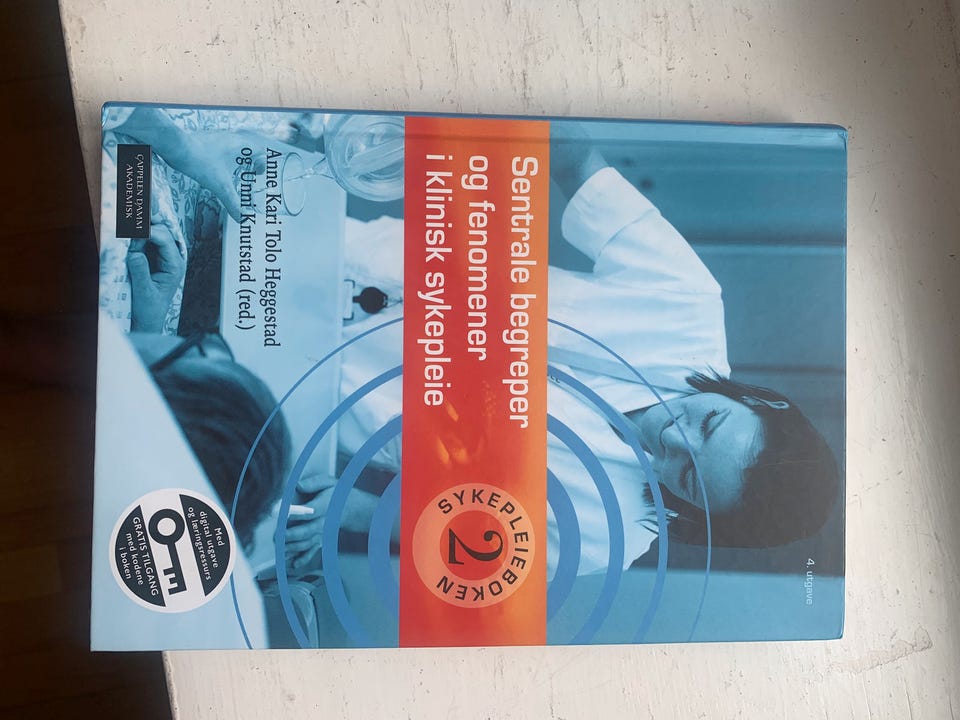 4. utgave
Sentrale begreper
og fenomener
i klinisk sykepleie
SYKEPLEIEBOKEN
2
Anne Kari Tolo Heggestad
og Unni Knutstad (red.)
CAPPELEN DAMM
AKADEMISK
Med
digital utgave
og læringsressurs
GRATIS TILGANG
med kodene
i boken